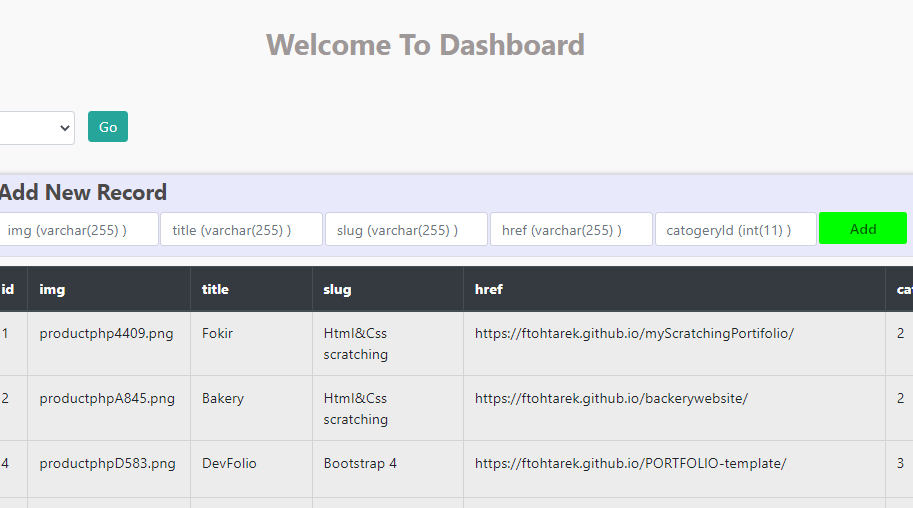 Welcome To Dashboard
Go
Add New Record
img (varchar(255) ) title (varchar(255) ) slug (varchar(255) ) href (varchar(255) ) catogeryId (int(11) ) Add
id img title slug href cat
1 productphp4409.png Fokir Html&Css https://ftohtarek.github.io/myScratchingPortifolio/ 2
scratching
2 productphpA845.png Bakery Html&Css https://ftohtarek.github.io/backerywebsite/ 2
scratching
4 productphpD583.png DevFolio Bootstrap 4 https://ftohtarek.github.io/PORTFOLIO-template/ 3